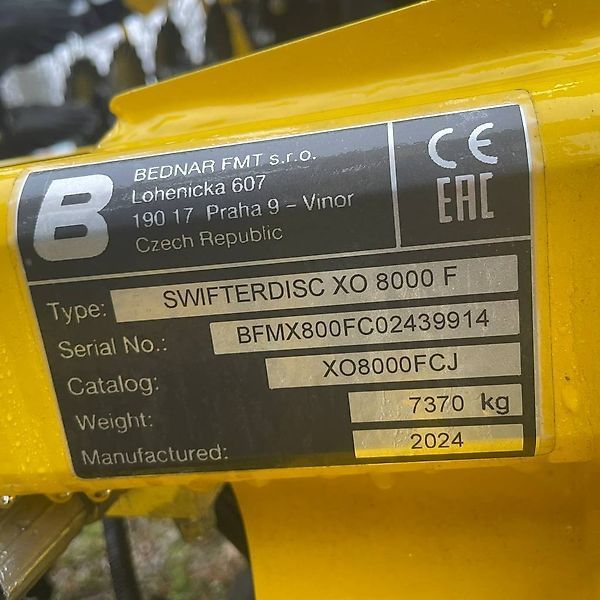 B
BEDNAR FMT s.r.o.
Lohenicka 607
190 17 Praha 9 - Vinor
Czech Republic
CE
EAC
Type: SWIFTERDISC XO 8000 F
Serial No.: BFMX800FC02439914
Catalog: XO8000FCJ
Weight: 7370 kg
Manufactured: 2024